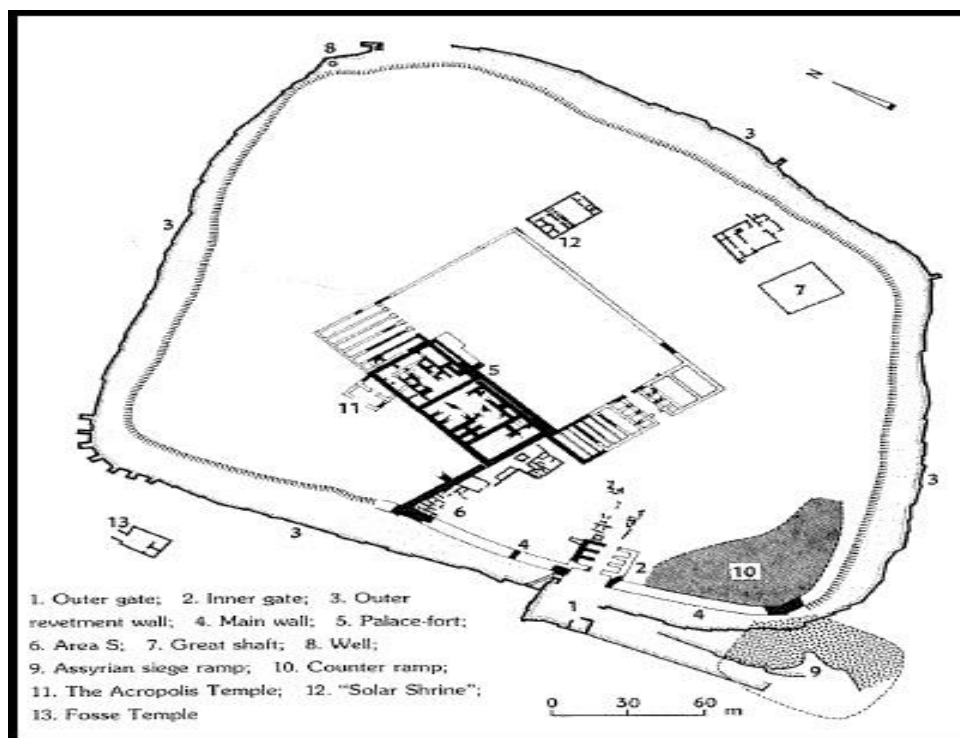 8
N
3
3
12
7
5
11
3
6
13
3
4
2
10
1
4
9
1. Outer gate; 2. Inner gate; 3. Outer
revetment wall; 4. Main wall; 5. Palace-fort;
6. Area S; 7. Great shaft; 8. Well;
9. Assyrian siege ramp; 10. Counter ramp;
11. The Acropolis Temple; 12. "Solar Shrine";
13. Fosse Temple
0 30 60 m